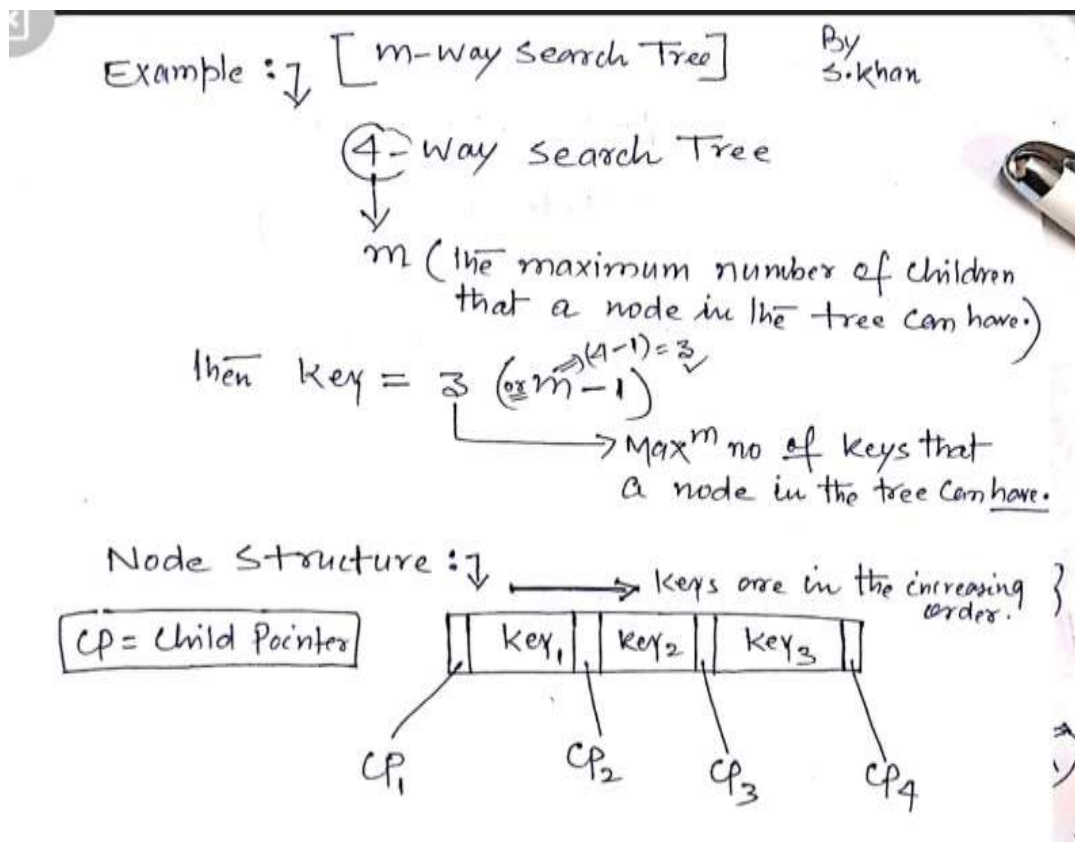 Example :↴ [m-way search Tree]
By
S.khan
4-way search Tree
m (the maximum number of children
that a node in the tree can have.)
then key = 3 (or m-1) ⇒(4-1)=3✓
→ Maxᵐ no of keys that
a node in the tree can have.
Node Structure :↴
→ keys are in the increasing
order. }
CP = Child Pointer
key₁ key₂ key₃
CP₁ CP₂ CP₃ CP₄